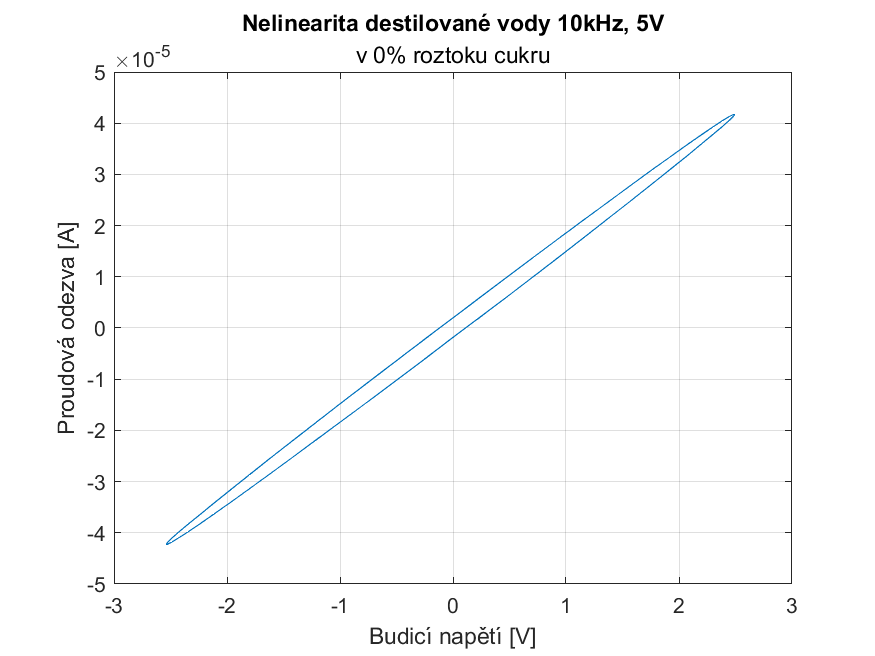 Nelinearita destilované vody 10kHz, 5V
v 0% roztoku cukru
×10^-5
5
4
3
2
1
0
-1
-2
-3
-4
-5
Proudová odezva [A]
-3 -2 -1 0 1 2 3
Budicí napětí [V]